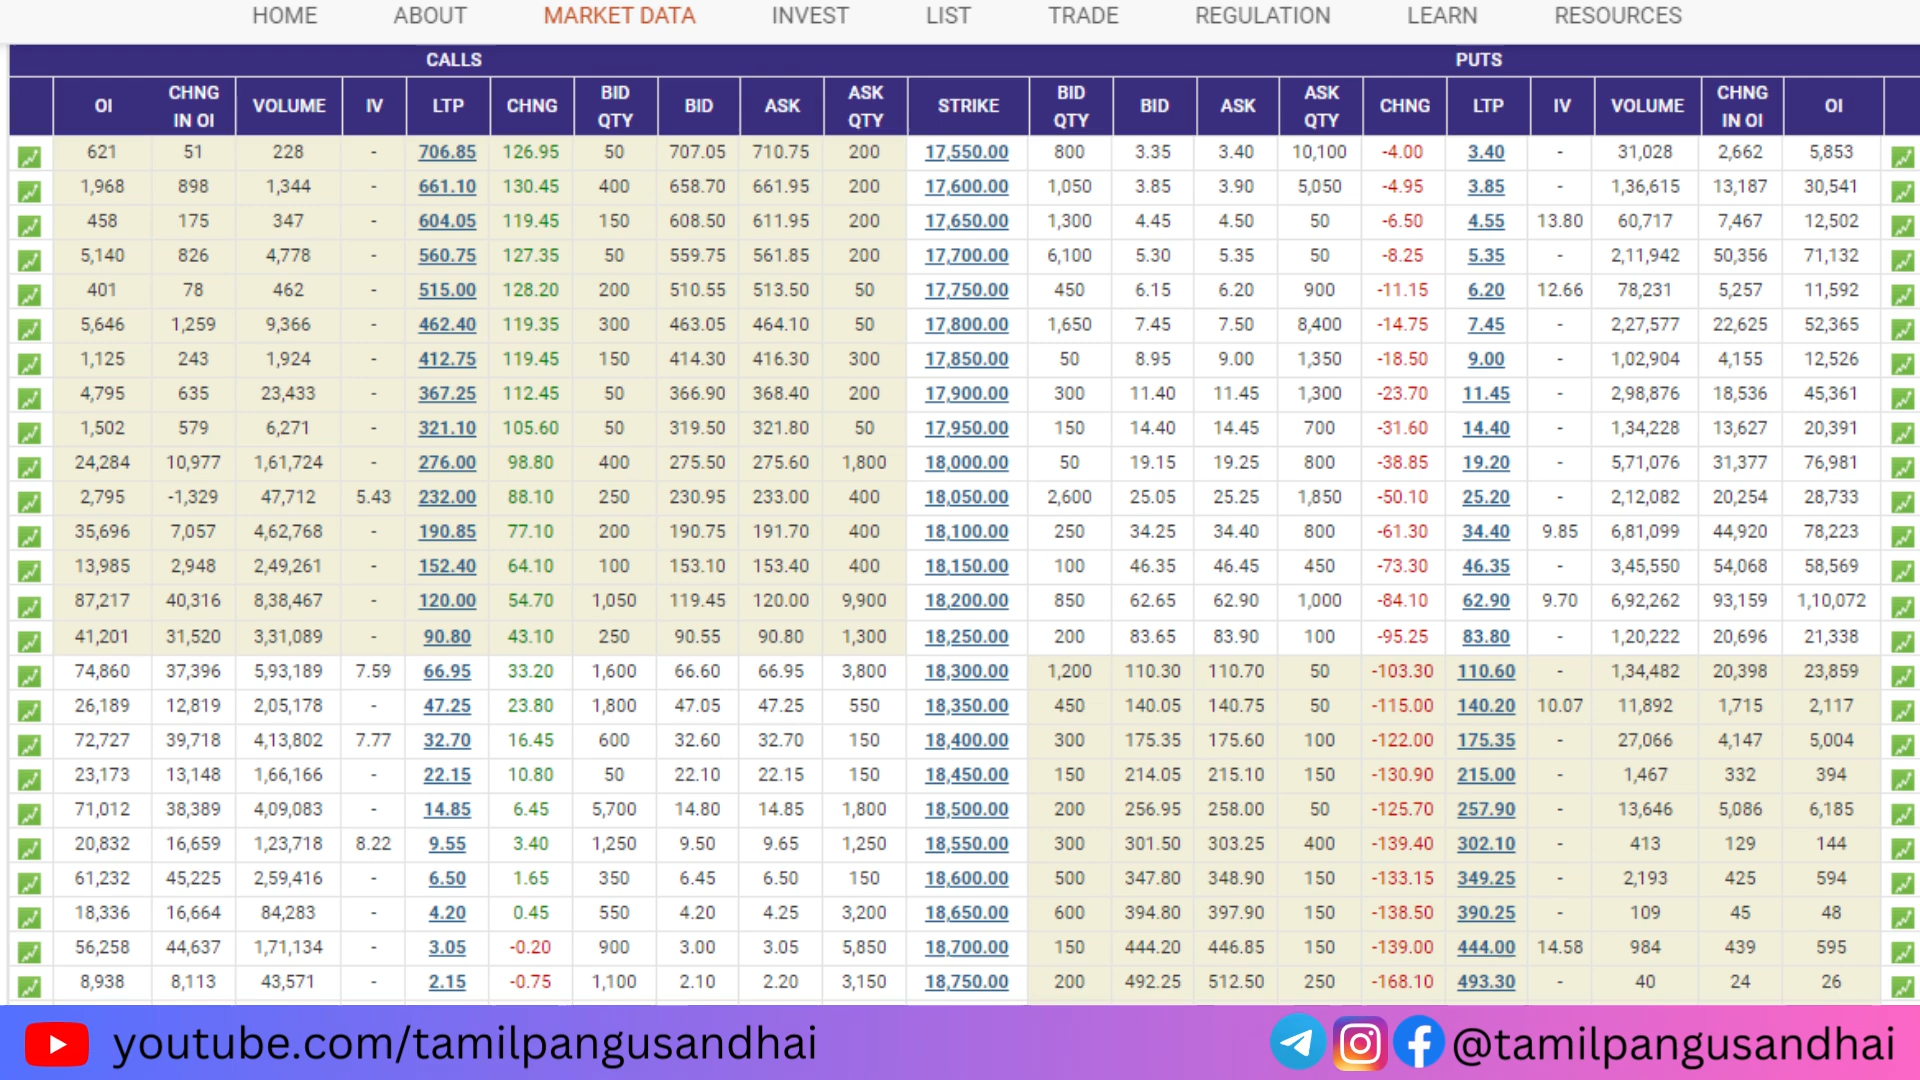 HOME ABOUT MARKET DATA INVEST LIST TRADE REGULATION LEARN RESOURCES
CALLS PUTS
OI CHNG IN OI VOLUME IV LTP CHNG BID QTY BID ASK ASK QTY STRIKE BID QTY BID ASK ASK QTY CHNG LTP IV VOLUME CHNG IN OI OI
621 51 228 - 706.85 126.95 50 707.05 710.75 200 17,550.00 800 3.35 3.40 10,100 -4.00 3.40 - 31,028 2,662 5,853
1,968 898 1,344 - 661.10 130.45 400 658.70 661.95 200 17,600.00 1,050 3.85 3.90 5,050 -4.95 3.85 - 1,36,615 13,187 30,541
458 175 347 - 604.05 119.45 150 608.50 611.95 200 17,650.00 1,300 4.45 4.50 50 -6.50 4.55 13.80 60,717 7,467 12,502
5,140 826 4,778 - 560.75 127.35 50 559.75 561.85 200 17,700.00 6,100 5.30 5.35 50 -8.25 5.35 - 2,11,942 50,356 71,132
401 78 462 - 515.00 128.20 200 510.55 513.50 50 17,750.00 450 6.15 6.20 900 -11.15 6.20 12.66 78,231 5,257 11,592
5,646 1,259 9,366 - 462.40 119.35 300 463.05 464.10 50 17,800.00 1,650 7.45 7.50 8,400 -14.75 7.45 - 2,27,577 22,625 52,365
1,125 243 1,924 - 412.75 119.45 150 414.30 416.30 300 17,850.00 50 8.95 9.00 1,350 -18.50 9.00 - 1,02,904 4,155 12,526
4,795 635 23,433 - 367.25 112.45 50 366.90 368.40 200 17,900.00 300 11.40 11.45 1,300 -23.70 11.45 - 2,98,876 18,536 45,361
1,502 579 6,271 - 321.10 105.60 50 319.50 321.80 50 17,950.00 150 14.40 14.45 700 -31.60 14.40 - 1,34,228 13,627 20,391
24,284 10,977 1,61,724 - 276.00 98.80 400 275.50 275.60 1,800 18,000.00 50 19.15 19.25 800 -38.85 19.20 - 5,71,076 31,377 76,981
2,795 -1,329 47,712 5.43 232.00 88.10 250 230.95 233.00 400 18,050.00 2,600 25.05 25.25 1,850 -50.10 25.20 - 2,12,082 20,254 28,733
35,696 7,057 4,62,768 - 190.85 77.10 200 190.75 191.70 400 18,100.00 250 34.25 34.40 800 -61.30 34.40 9.85 6,81,099 44,920 78,223
13,985 2,948 2,49,261 - 152.40 64.10 100 153.10 153.40 400 18,150.00 100 46.35 46.45 450 -73.30 46.35 - 3,45,550 54,068 58,569
87,217 40,316 8,38,467 - 120.00 54.70 1,050 119.45 120.00 9,900 18,200.00 850 62.65 62.90 1,000 -84.10 62.90 9.70 6,92,262 93,159 1,10,072
41,201 31,520 3,31,089 - 90.80 43.10 250 90.55 90.80 1,300 18,250.00 200 83.65 83.90 100 -95.25 83.80 - 1,20,222 20,696 21,338
74,860 37,396 5,93,189 7.59 66.95 33.20 1,600 66.60 66.95 3,800 18,300.00 1,200 110.30 110.70 50 -103.30 110.60 - 1,34,482 20,398 23,859
26,189 12,819 2,05,178 - 47.25 23.80 1,800 47.05 47.25 550 18,350.00 450 140.05 140.75 50 -115.00 140.20 10.07 11,892 1,715 2,117
72,727 39,718 4,13,802 7.77 32.70 16.45 600 32.60 32.70 150 18,400.00 300 175.35 175.60 100 -122.00 175.35 - 27,066 4,147 5,004
23,173 13,148 1,66,166 - 22.15 10.80 50 22.10 22.15 150 18,450.00 150 214.05 215.10 150 -130.90 215.00 - 1,467 332 394
71,012 38,389 4,09,083 - 14.85 6.45 5,700 14.80 14.85 1,800 18,500.00 200 256.95 258.00 50 -125.70 257.90 - 13,646 5,086 6,185
20,832 16,659 1,23,718 8.22 9.55 3.40 1,250 9.50 9.65 1,250 18,550.00 300 301.50 303.25 400 -139.40 302.10 - 413 129 144
61,232 45,225 2,59,416 - 6.50 1.65 350 6.45 6.50 150 18,600.00 500 347.80 348.90 150 -133.15 349.25 - 2,193 425 594
18,336 16,664 84,283 - 4.20 0.45 550 4.20 4.25 3,200 18,650.00 600 394.80 397.90 150 -138.50 390.25 - 109 45 48
56,258 44,637 1,71,134 - 3.05 -0.20 900 3.00 3.05 5,850 18,700.00 150 444.20 446.85 150 -139.00 444.00 14.58 984 439 595
8,938 8,113 43,571 - 2.15 -0.75 1,100 2.10 2.20 3,150 18,750.00 200 492.25 512.50 250 -168.10 493.30 - 40 24 26
youtube.com/tamilpangusandhai @tamilpangusandhai